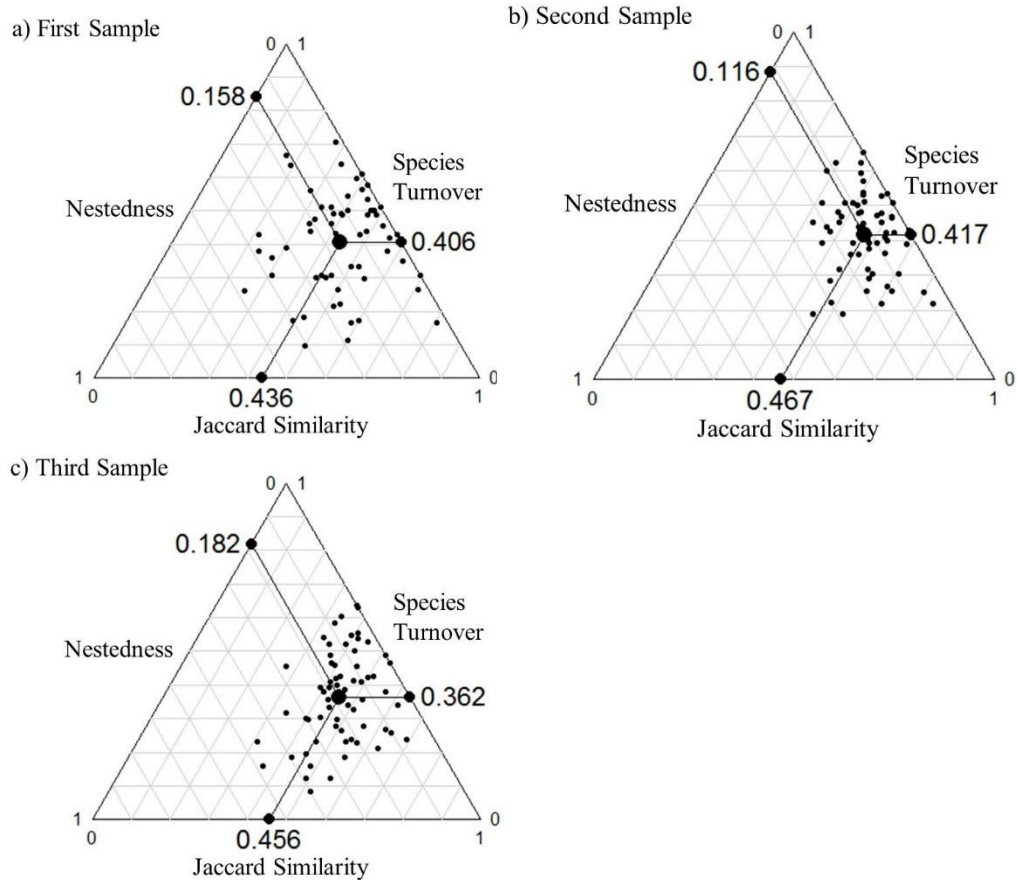 a) First Sample
0 1
0.158
Species
Turnover
Nestedness
0.406
1
0
0
1
0.436
Jaccard Similarity
b) Second Sample
0 1
0.116
Species
Turnover
Nestedness
0.417
1
0
0
1
0.467
Jaccard Similarity
c) Third Sample
0 1
0.182
Species
Turnover
Nestedness
0.362
1
0
0
1
0.456
Jaccard Similarity